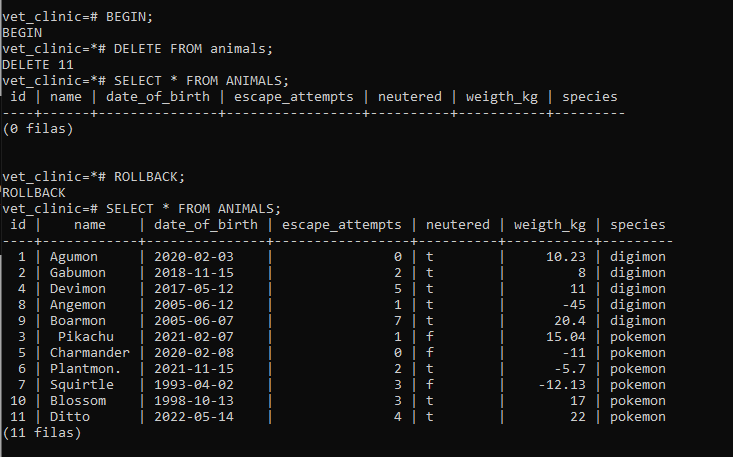 vet_clinic=# BEGIN;
BEGIN
vet_clinic=*# DELETE FROM animals;
DELETE 11
vet_clinic=*# SELECT * FROM ANIMALS;
 id | name | date_of_birth | escape_attempts | neutered | weigth_kg | species
----+------+---------------+-----------------+----------+-----------+---------
(0 filas)
vet_clinic=*# ROLLBACK;
ROLLBACK
vet_clinic=# SELECT * FROM ANIMALS;
 id |    name    | date_of_birth | escape_attempts | neutered | weigth_kg | species
----+------------+---------------+-----------------+----------+-----------+---------
  1 | Agumon     | 2020-02-03    |               0 | t        |     10.23 | digimon
  2 | Gabumon    | 2018-11-15    |               2 | t        |         8 | digimon
  4 | Devimon    | 2017-05-12    |               5 | t        |        11 | digimon
  8 | Angemon    | 2005-06-12    |               1 | t        |       -45 | digimon
  9 | Boarmon    | 2005-06-07    |               7 | t        |      20.4 | digimon
  3 |  Pikachu   | 2021-02-07    |               1 | f        |     15.04 | pokemon
  5 | Charmander | 2020-02-08    |               0 | f        |       -11 | pokemon
  6 | Plantmon.  | 2021-11-15    |               2 | t        |      -5.7 | pokemon
  7 | Squirtle   | 1993-04-02    |               3 | f        |    -12.13 | pokemon
 10 | Blossom    | 1998-10-13    |               3 | t        |        17 | pokemon
 11 | Ditto      | 2022-05-14    |               4 | t        |        22 | pokemon
(11 filas)